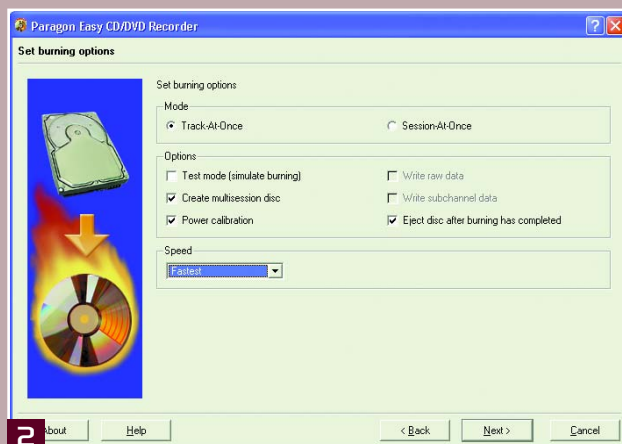 Paragon Easy CD/DVD Recorder
Set burning options
Set burning options
Mode
Track-At-Once Session-At-Once
Options
Test mode (simulate burning) Write raw data
Create multisession disc Write subchannel data
Power calibration Eject disc after burning has completed
Speed
Fastest
2 bout Help < Back Next > Cancel